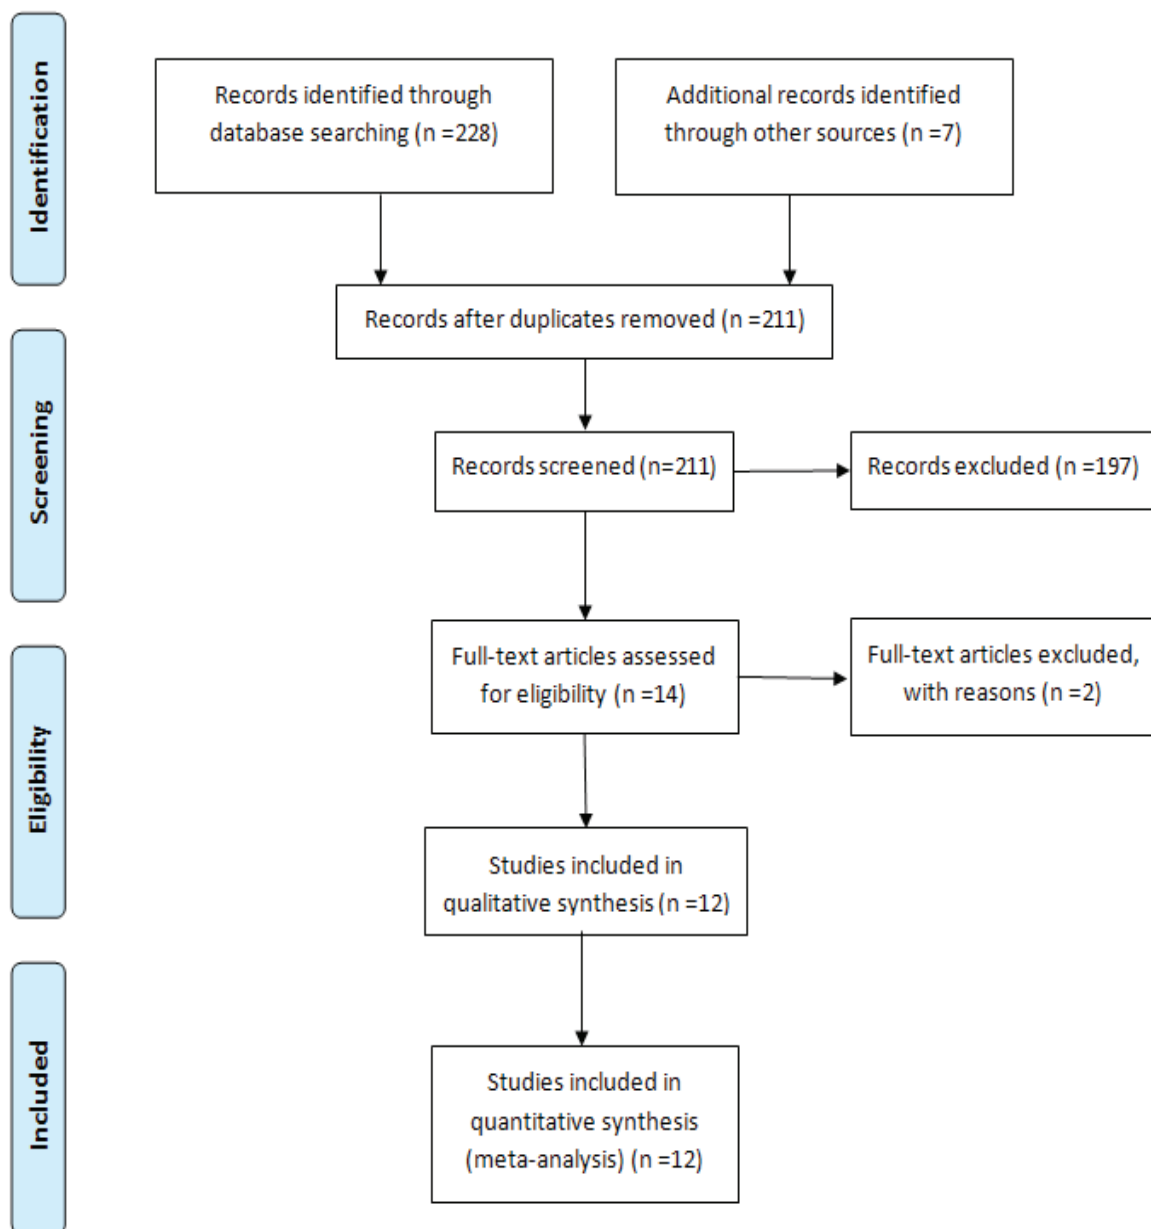 Identification
Records identified through
database searching (n =228)
Additional records identified
through other sources (n =7)
Records after duplicates removed (n =211)
Screening
Records screened (n=211)
Records excluded (n =197)
Eligibility
Full-text articles assessed
for eligibility (n =14)
Full-text articles excluded,
with reasons (n =2)
Studies included in
qualitative synthesis (n =12)
Included
Studies included in
quantitative synthesis
(meta-analysis) (n =12)